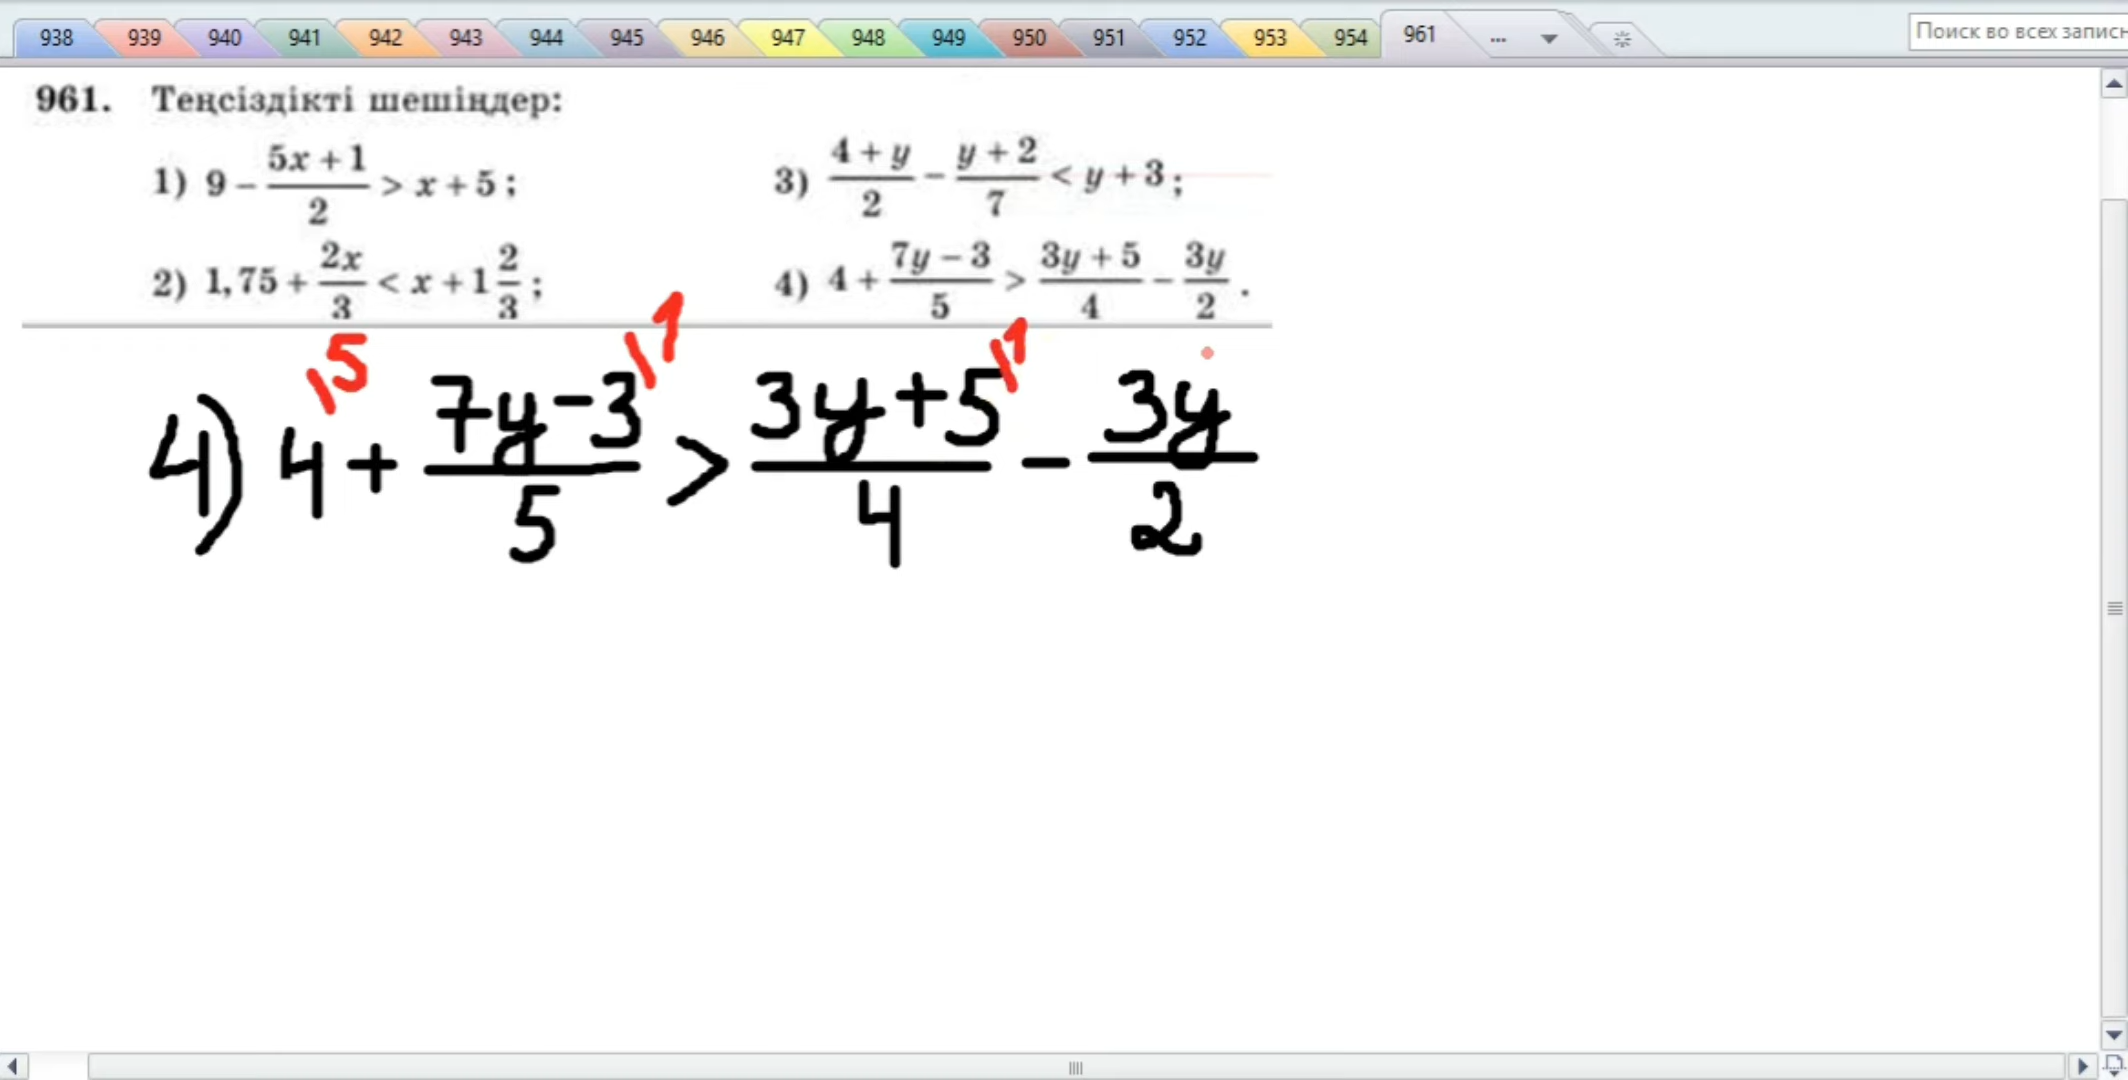 938 939 940 941 942 943 944 945 946 947 948 949 950 951 952 953 954 961 ...
Поиск во всех запись
961. Теңсіздікті шешіңдер:
1) 9 − (5x + 1)/2 > x + 5 ;
3) (4 + y)/2 − (y + 2)/7 < y + 3 ;
2) 1,75 + 2x/3 < x + 1 2/3 ;
4) 4 + (7y − 3)/5 > (3y + 5)/4 − 3y/2 .
\5 \1 \1
4) 4 + (7y − 3)/5 > (3y + 5)/4 − 3y/2